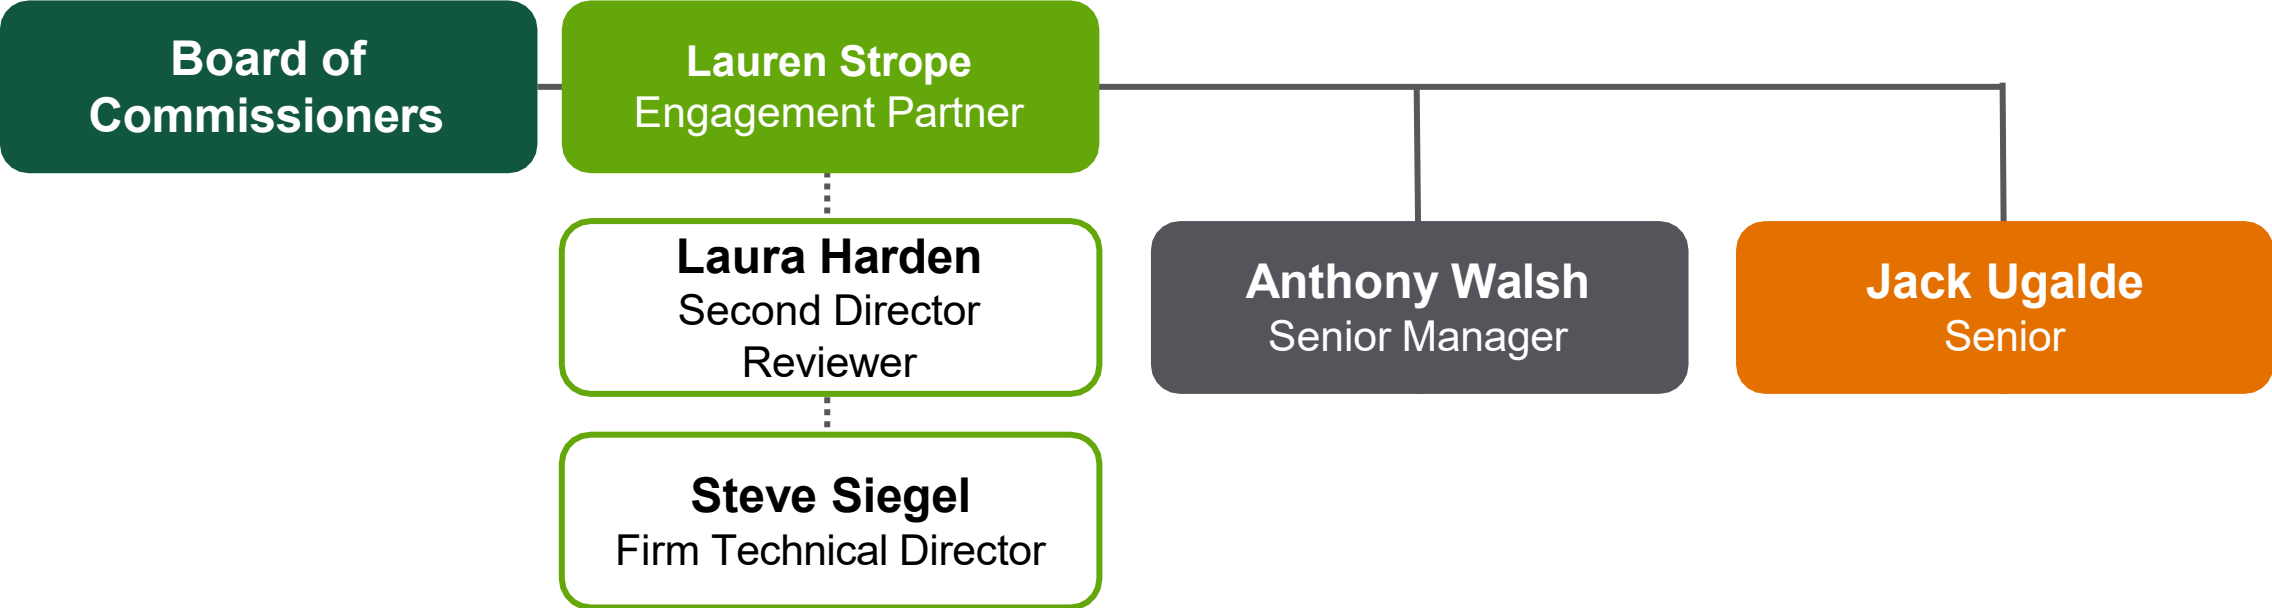 Board of
Commissioners
Lauren Strope
Engagement Partner
Laura Harden
Second Director
Reviewer
Anthony Walsh
Senior Manager
Jack Ugalde
Senior
Steve Siegel
Firm Technical Director